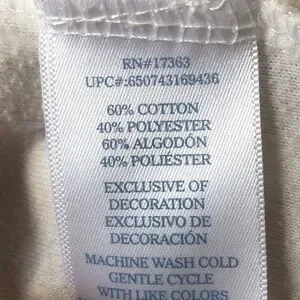 RN#17363
UPC#:650743169436
60% COTTON
40% POLYESTER
60% ALGODÓN
40% POLIÉSTER
EXCLUSIVE OF
DECORATION
EXCLUSIVO DE
DECORACIÓN
MACHINE WASH COLD
GENTLE CYCLE
WITH LIKE COLORS